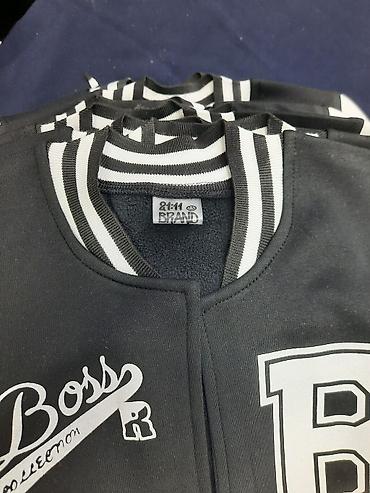 21:11
BRAND
Boss
COLLECTION
R
B